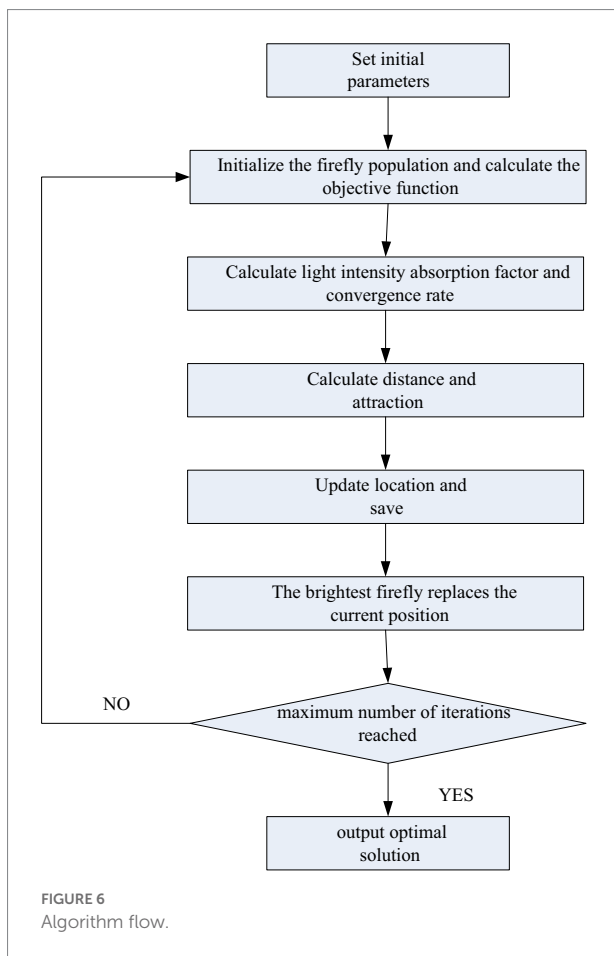 Set initial
parameters
Initialize the firefly population and calculate the
objective function
Calculate light intensity absorption factor and
convergence rate
Calculate distance and
attraction
Update location and
save
The brightest firefly replaces the
current position
NO
maximum number of iterations
reached
YES
output optimal
solution
FIGURE 6
Algorithm flow.